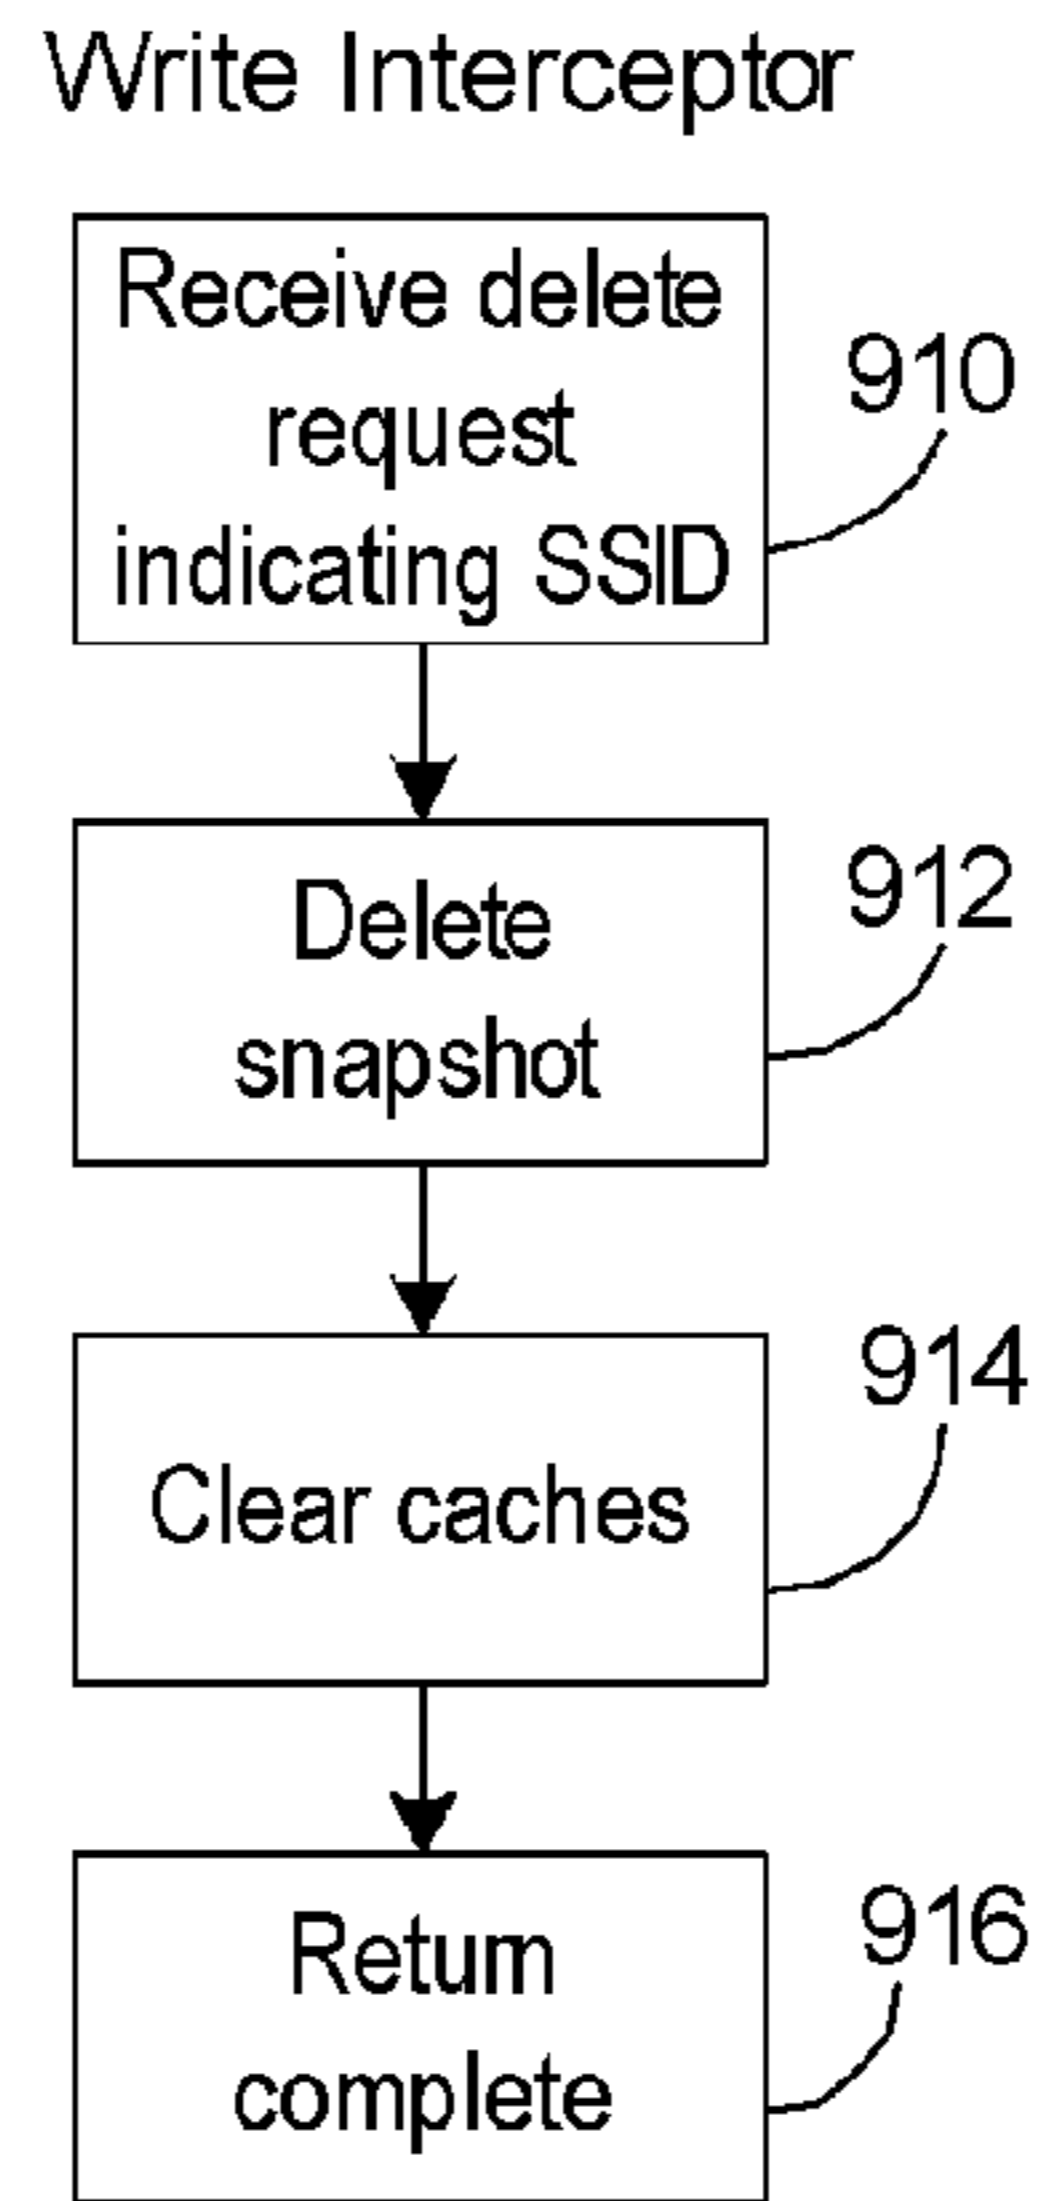 Write Interceptor
Receive delete
request
indicating SSID
910
Delete
snapshot
912
Clear caches
914
Return
complete
916